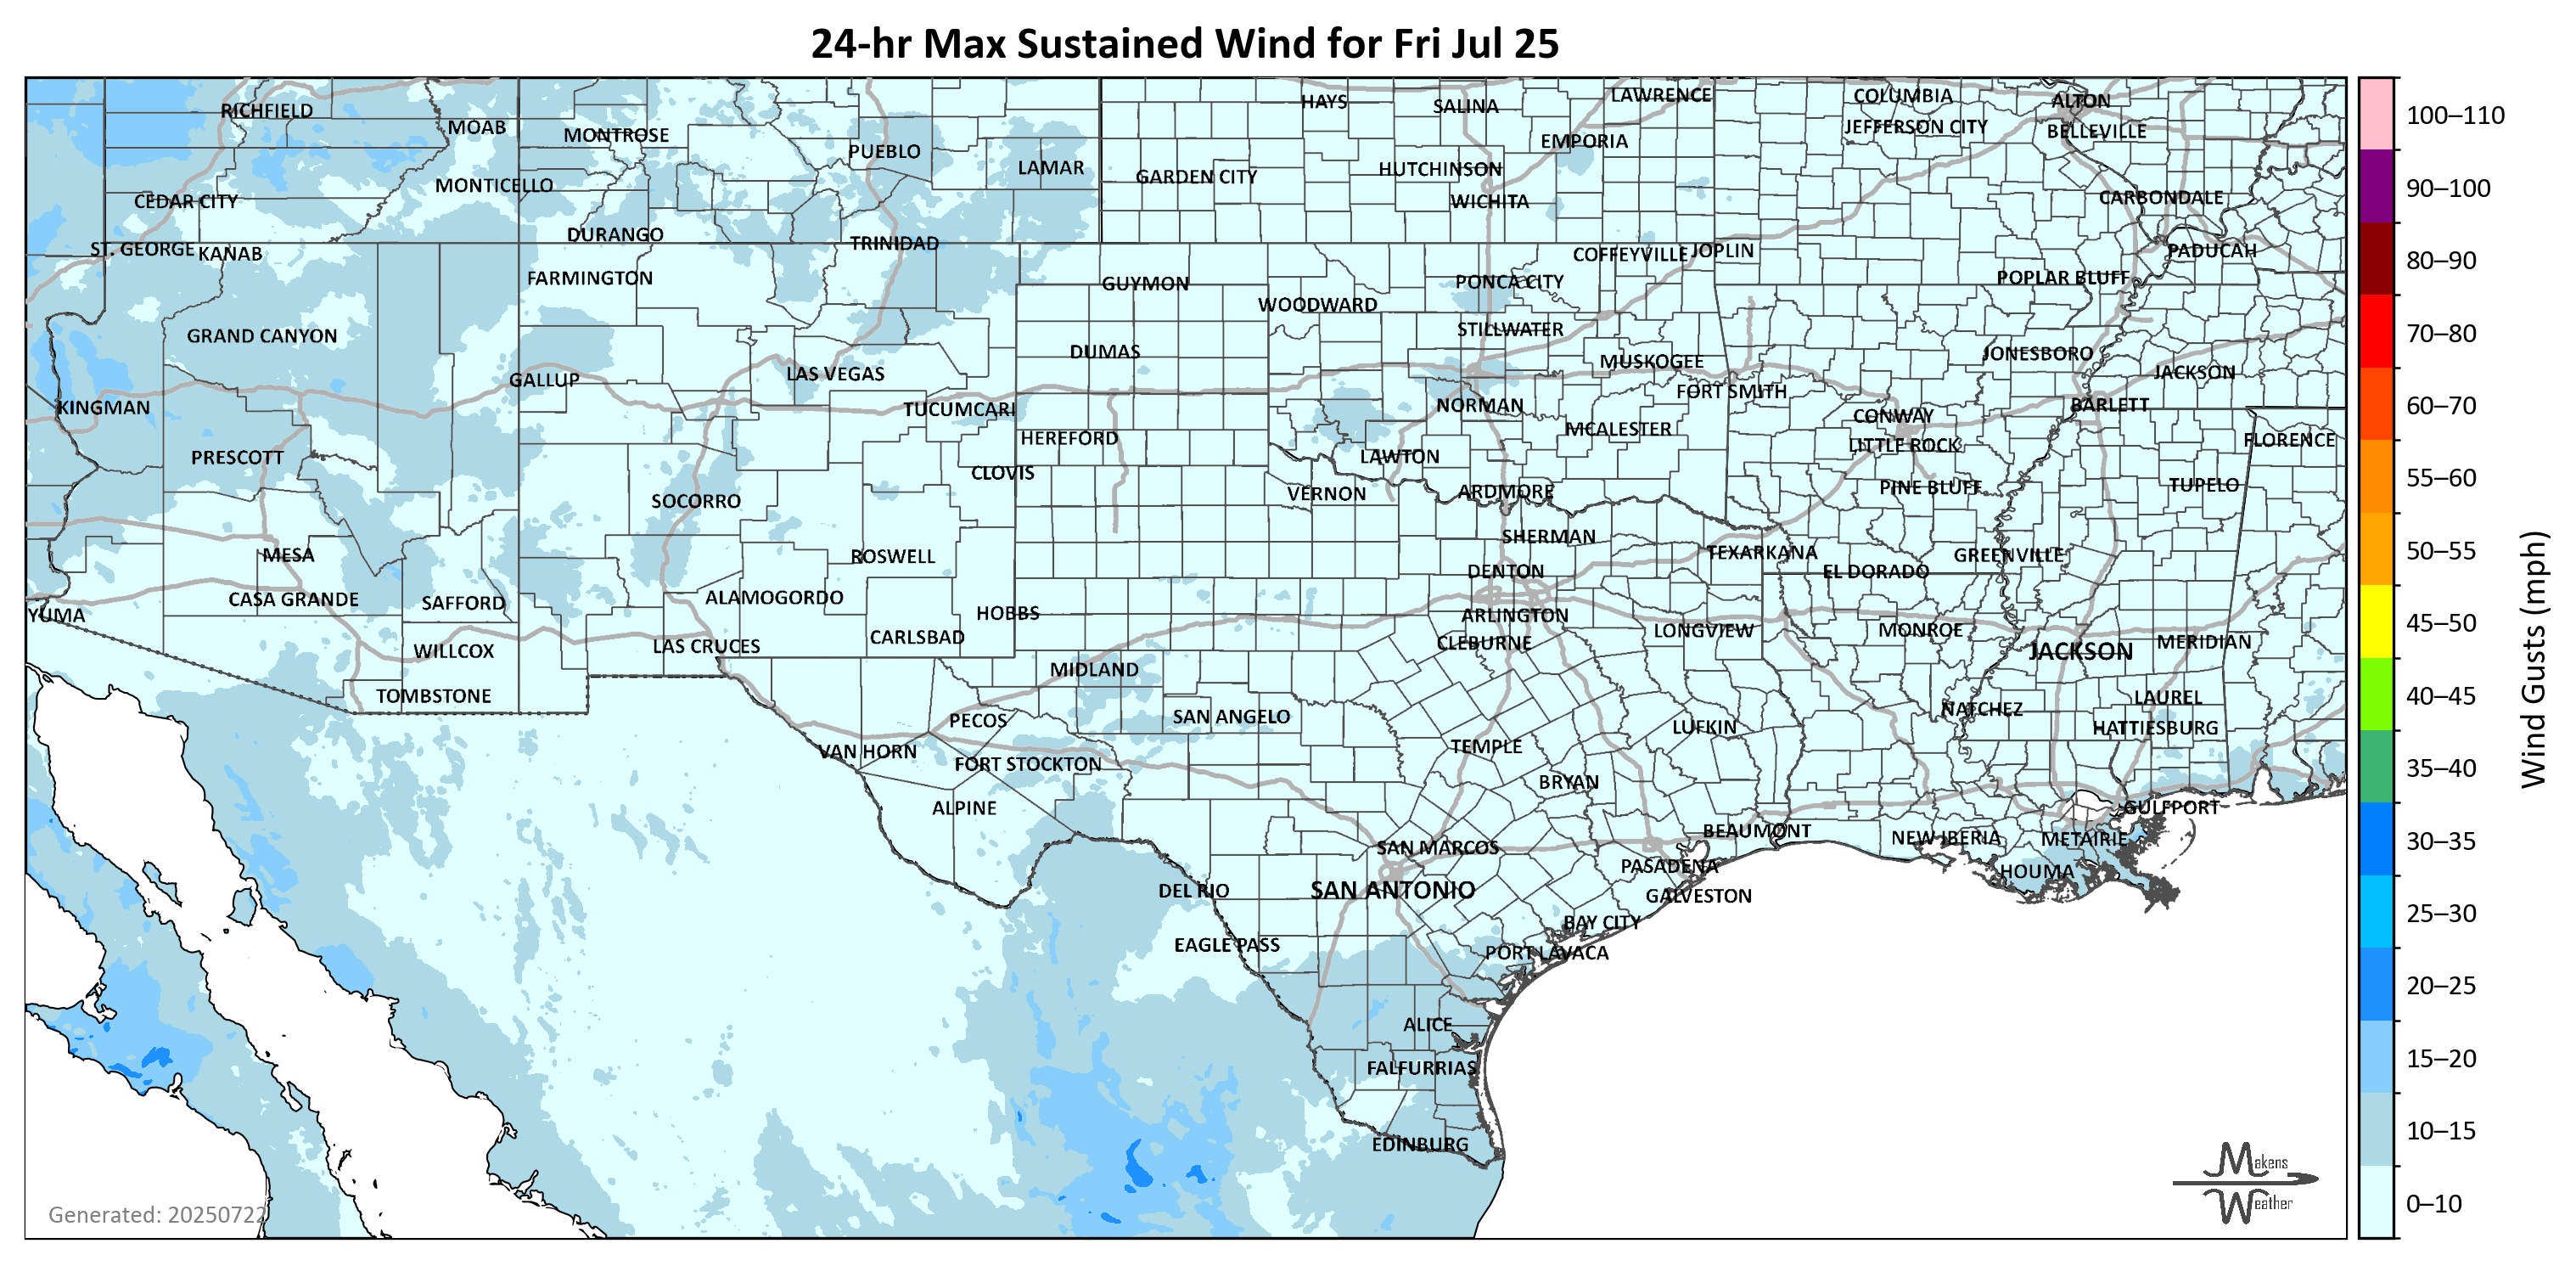 24-hr Max Sustained Wind for Fri Jul 25
RICHFIELD
MOAB
MONTROSE
PUEBLO
LAMAR
HAYS
SALINA
LAWRENCE
COLUMBIA
ALTON
EMPORIA
JEFFERSON CITY
BELLEVILLE
CEDAR CITY
MONTICELLO
GARDEN CITY
HUTCHINSON
WICHITA
CARBONDALE
ST. GEORGE
KANAB
DURANGO
TRINIDAD
COFFEYVILLE
JOPLIN
PADUCAH
FARMINGTON
GUYMON
PONCA CITY
POPLAR BLUFF
WOODWARD
GRAND CANYON
STILLWATER
DUMAS
MUSKOGEE
JONESBORO
GALLUP
LAS VEGAS
JACKSON
KINGMAN
TUCUMCARI
NORMAN
FORT SMITH
CONWAY
BARLETT
HEREFORD
MCALESTER
LITTLE ROCK
FLORENCE
PRESCOTT
CLOVIS
LAWTON
SOCORRO
VERNON
ARDMORE
PINE BLUFF
TUPELO
MESA
ROSWELL
SHERMAN
TEXARKANA
GREENVILLE
DENTON
EL DORADO
YUMA
CASA GRANDE
SAFFORD
ALAMOGORDO
HOBBS
ARLINGTON
WILLCOX
LAS CRUCES
CARLSBAD
CLEBURNE
LONGVIEW
MONROE
JACKSON
MERIDIAN
MIDLAND
TOMBSTONE
PECOS
SAN ANGELO
LUFKIN
NATCHEZ
LAUREL
HATTIESBURG
VAN HORN
FORT STOCKTON
TEMPLE
BRYAN
ALPINE
GULFPORT
SAN MARCOS
BEAUMONT
NEW IBERIA
METAIRIE
DEL RIO
SAN ANTONIO
PASADENA
GALVESTON
HOUMA
EAGLE PASS
BAY CITY
PORT LAVACA
ALICE
FALFURRIAS
EDINBURG
Generated: 20250722
Makens
Weather
100–110
90–100
80–90
70–80
60–70
55–60
50–55
45–50
40–45
35–40
30–35
25–30
20–25
15–20
10–15
0–10
Wind Gusts (mph)